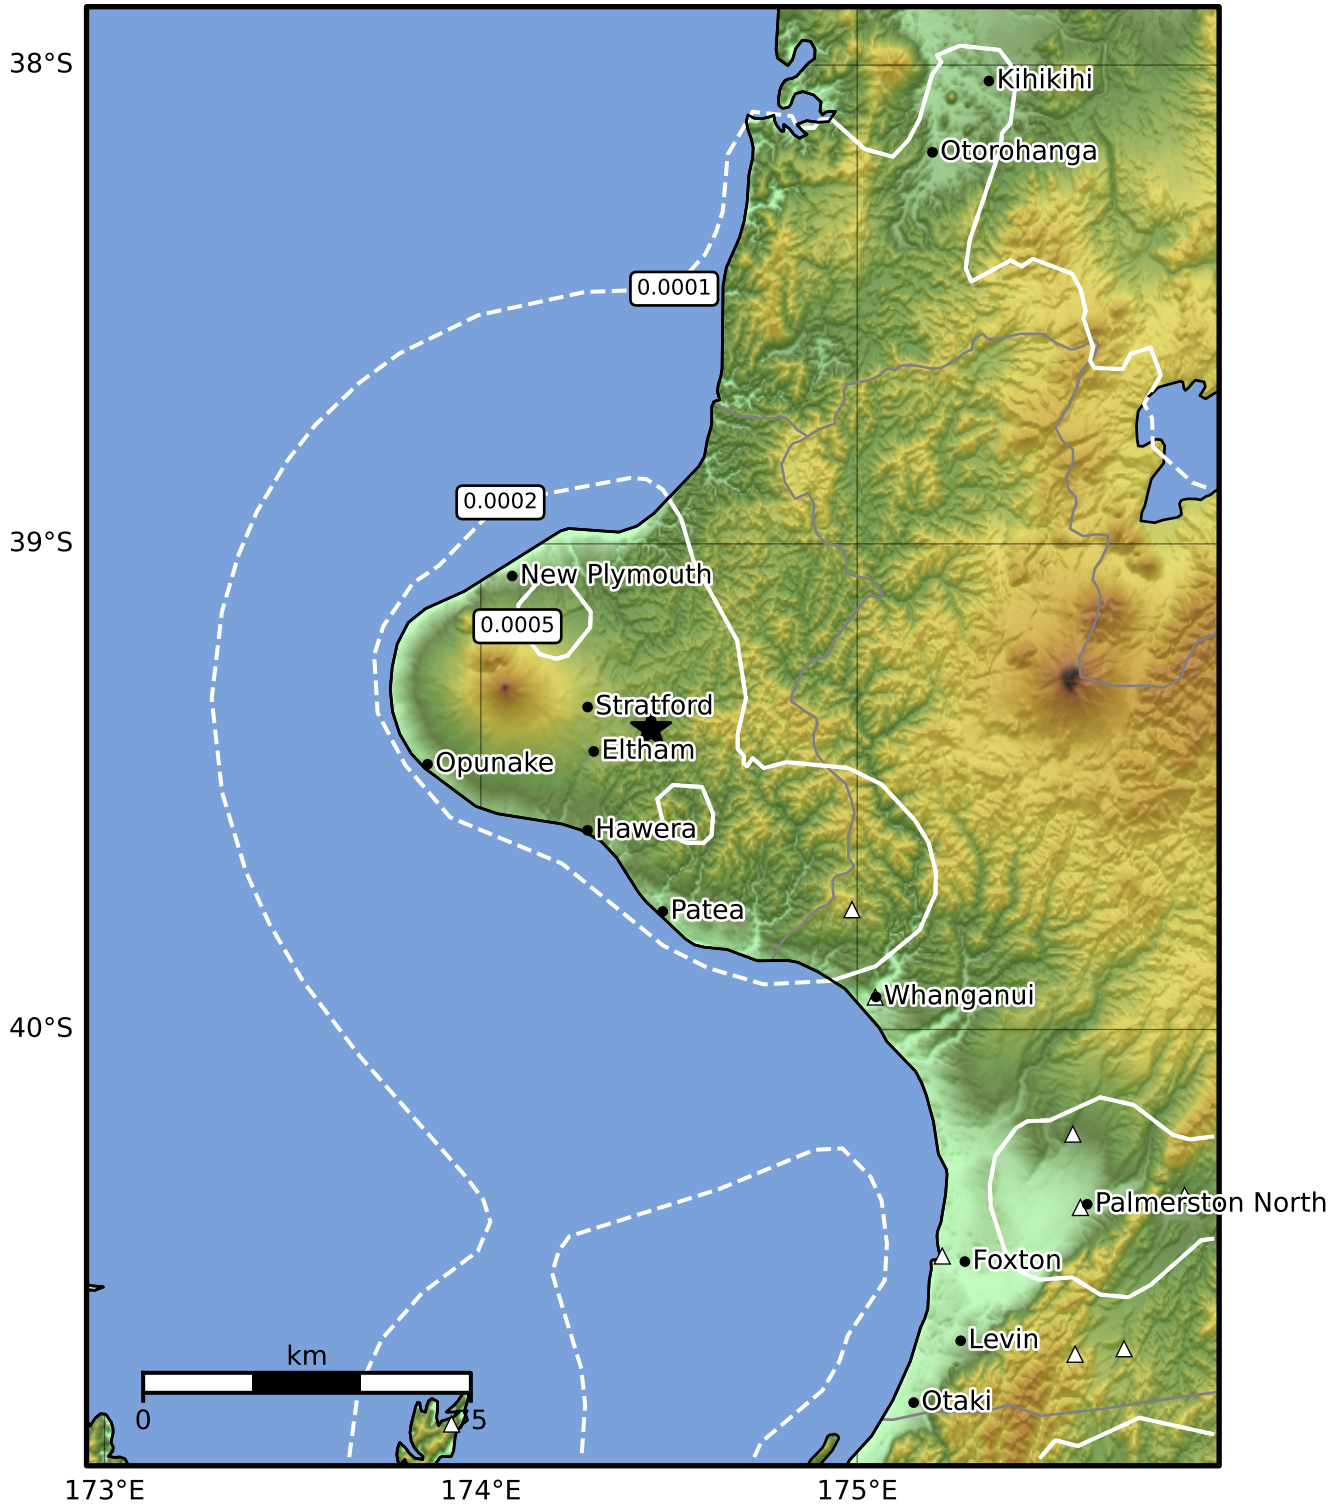 38°S
Kihikihi
Otorohanga
0.0001
0.0002
39°S
New Plymouth
0.0005
Stratford
Eltham
Opunake
Hawera
Patea
Whanganui
40°S
Palmerston North
Foxton
Levin
km
Otaki
0
75
173°E
174°E
175°E